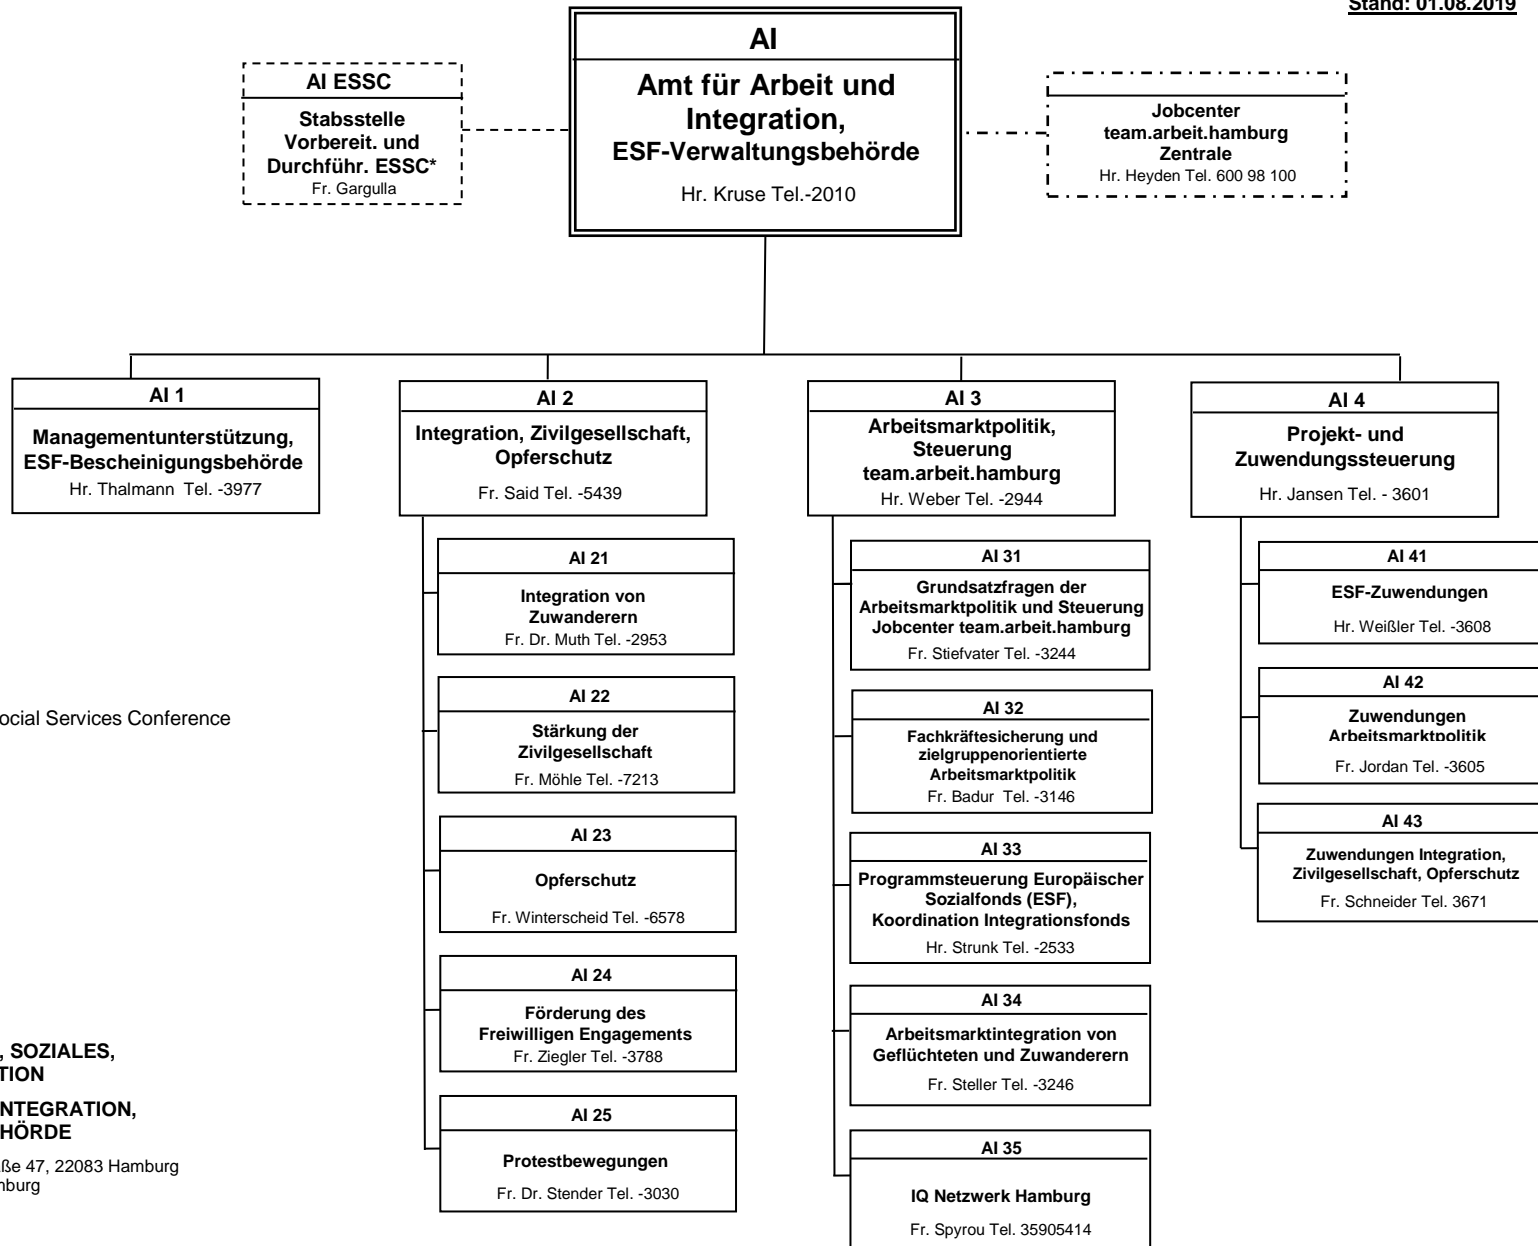 Stand: 01.08.2019
AI
Amt für Arbeit und
Integration,
ESF-Verwaltungsbehörde
Hr. Kruse Tel.-2010
AI ESSC
Stabsstelle
Vorbereit. und
Durchführ. ESSC*
Fr. Gargulla
Jobcenter
team.arbeit.hamburg
Zentrale
Hr. Heyden Tel. 600 98 100
AI 1
Managementunterstützung,
ESF-Bescheinigungsbehörde
Hr. Thalmann Tel. -3977
AI 2
Integration, Zivilgesellschaft,
Opferschutz
Fr. Said Tel. -5439
AI 21
Integration von
Zuwanderern
Fr. Dr. Muth Tel. -2953
AI 22
Stärkung der
Zivilgesellschaft
Fr. Möhle Tel. -7213
AI 23
Opferschutz
Fr. Winterscheid Tel. -6578
AI 24
Förderung des
Freiwilligen Engagements
Fr. Ziegler Tel. -3788
AI 25
Protestbewegungen
Fr. Dr. Stender Tel. -3030
AI 3
Arbeitsmarktpolitik,
Steuerung
team.arbeit.hamburg
Hr. Weber Tel. -2944
AI 31
Grundsatzfragen der
Arbeitsmarktpolitik und Steuerung
Jobcenter team.arbeit.hamburg
Fr. Stiefvater Tel. -3244
AI 32
Fachkräftesicherung und
zielgruppenorientierte
Arbeitsmarktpolitik
Fr. Badur Tel. -3146
AI 33
Programmsteuerung Europäischer
Sozialfonds (ESF),
Koordination Integrationsfonds
Hr. Strunk Tel. -2533
AI 34
Arbeitsmarktintegration von
Geflüchteten und Zuwanderern
Fr. Steller Tel. -3246
AI 35
IQ Netzwerk Hamburg
Fr. Spyrou Tel. 35905414
AI 4
Projekt- und
Zuwendungssteuerung
Hr. Jansen Tel. - 3601
AI 41
ESF-Zuwendungen
Hr. Weißler Tel. -3608
AI 42
Zuwendungen
Arbeitsmarktpolitik
Fr. Jordan Tel. -3605
AI 43
Zuwendungen Integration,
Zivilgesellschaft, Opferschutz
Fr. Schneider Tel. 3671
ocial Services Conference
, SOZIALES,
TION
NTEGRATION,
HÖRDE
ße 47, 22083 Hamburg
mburg